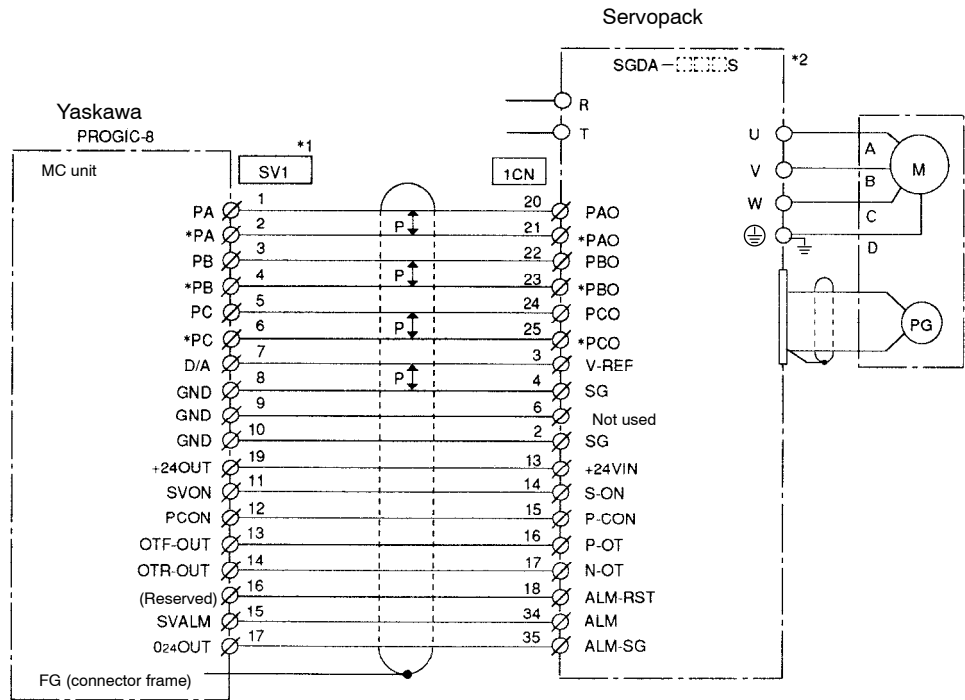 Servopack
SGDA-□□□S *2
R
T
Yaskawa
PROGIC-8
*1
MC unit
SV1
1CN
U
V
W
A
B
C
D
M
PG
PA 1 P 20 PAO
*PA 2 21 *PAO
PB 3 P 22 PBO
*PB 4 23 *PBO
PC 5 P 24 PCO
*PC 6 25 *PCO
D/A 7 P 3 V-REF
GND 8 4 SG
GND 9 6 Not used
GND 10 2 SG
+24OUT 19 13 +24VIN
SVON 11 14 S-ON
PCON 12 15 P-CON
OTF-OUT 13 16 P-OT
OTR-OUT 14 17 N-OT
(Reserved) 16 18 ALM-RST
SVALM 15 34 ALM
024OUT 17 35 ALM-SG
FG (connector frame)